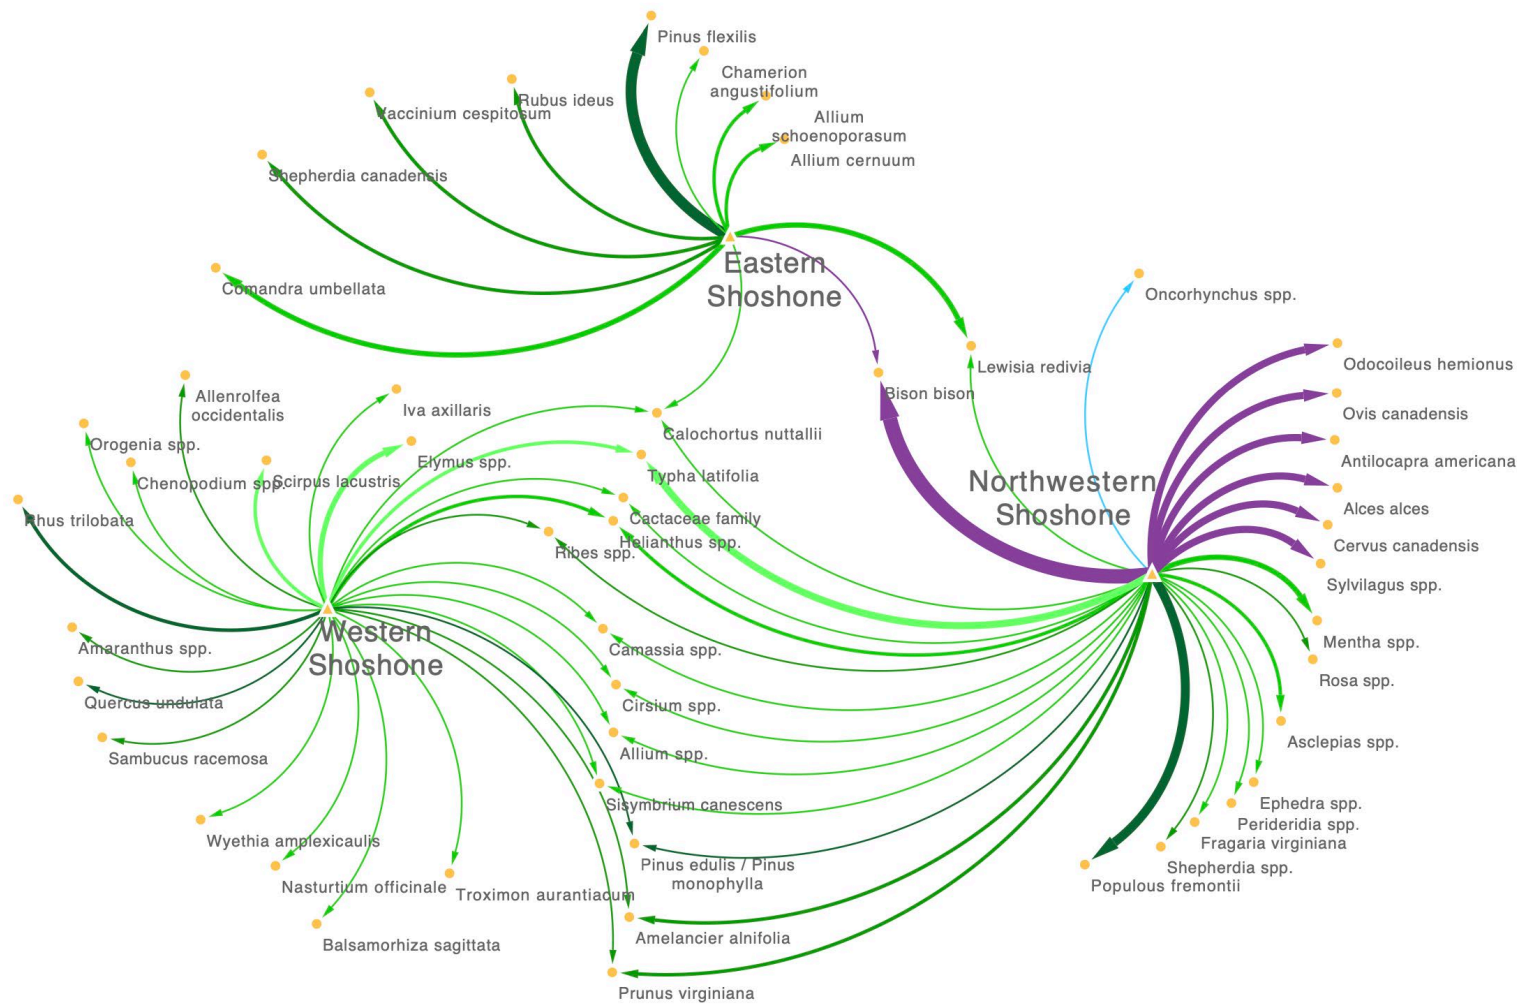 Pinus flexilis
Chamerion
angustifolium
Rubus ideus
Vaccinium cespitosum
Allium
schoenoporasum
Allium cernuum
Shepherdia canadensis
Eastern
Shoshone
Comandra umbellata
Oncorhynchus spp.
Lewisia redivia
Odocoileus hemionus
Bison bison
Allenrolfea
occidentalis
Iva axillaris
Ovis canadensis
Calochortus nuttallii
Orogenia spp.
Elymus spp.
Antilocapra americana
Typha latifolia
Chenopodium spp.
Scirpus lacustris
Northwestern
Shoshone
Alces alces
Rhus trilobata
Cactaceae family
Helianthus spp.
Ribes spp.
Cervus canadensis
Sylvilagus spp.
Western
Shoshone
Amaranthus spp.
Camassia spp.
Mentha spp.
Rosa spp.
Quercus undulata
Cirsium spp.
Asclepias spp.
Sambucus racemosa
Allium spp.
Sisymbrium canescens
Ephedra spp.
Perideridia spp.
Fragaria virginiana
Wyethia amplexicaulis
Pinus edulis / Pinus
monophylla
Shepherdia spp.
Populous fremontii
Nasturtium officinale
Troximon aurantiacum
Balsamorhiza sagittata
Amelancier alnifolia
Prunus virginiana